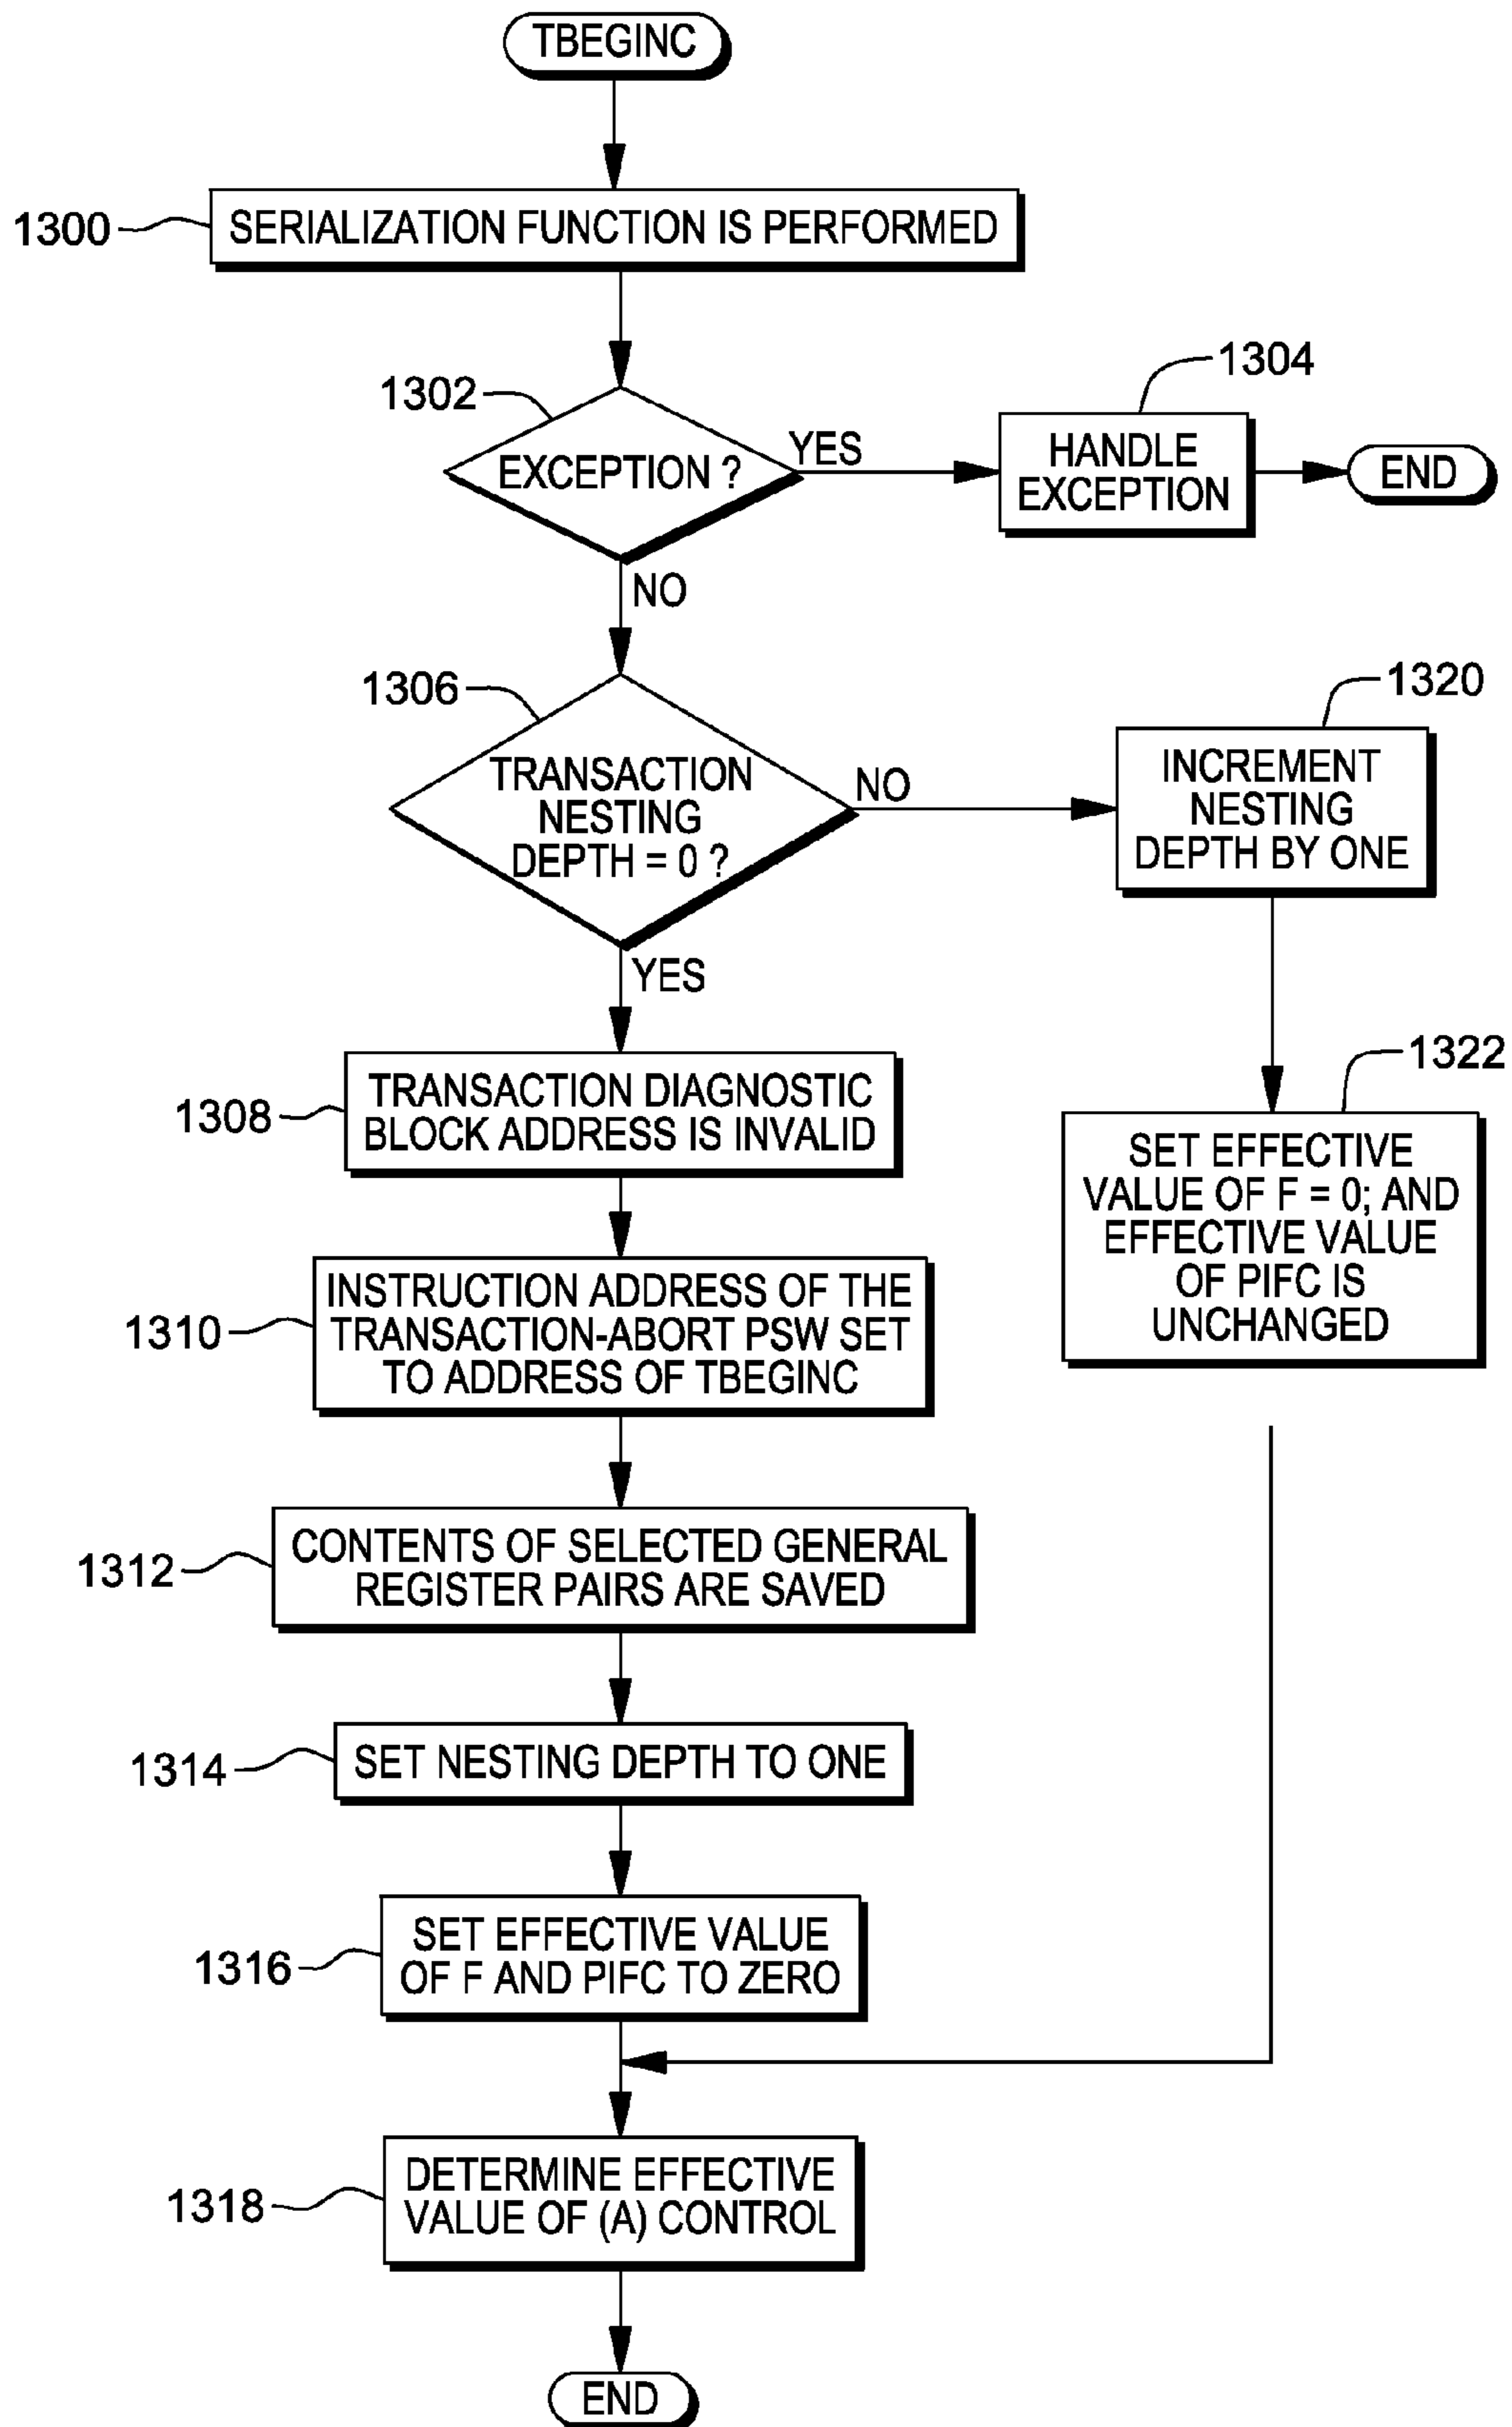 TBEGINC
1300
SERIALIZATION FUNCTION IS PERFORMED
1302
EXCEPTION ?
YES
1304
HANDLE
EXCEPTION
END
NO
1306
TRANSACTION
NESTING
DEPTH = 0 ?
NO
1320
INCREMENT
NESTING
DEPTH BY ONE
YES
1322
SET EFFECTIVE
VALUE OF F = 0; AND
EFFECTIVE VALUE
OF PIFC IS
UNCHANGED
1308
TRANSACTION DIAGNOSTIC
BLOCK ADDRESS IS INVALID
1310
INSTRUCTION ADDRESS OF THE
TRANSACTION-ABORT PSW SET
TO ADDRESS OF TBEGINC
1312
CONTENTS OF SELECTED GENERAL
REGISTER PAIRS ARE SAVED
1314
SET NESTING DEPTH TO ONE
1316
SET EFFECTIVE VALUE
OF F AND PIFC TO ZERO
1318
DETERMINE EFFECTIVE
VALUE OF (A) CONTROL
END